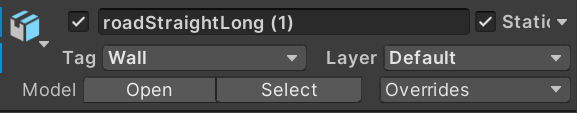 roadStraightLong (1) Static
Tag Wall Layer Default
Model Open Select Overrides